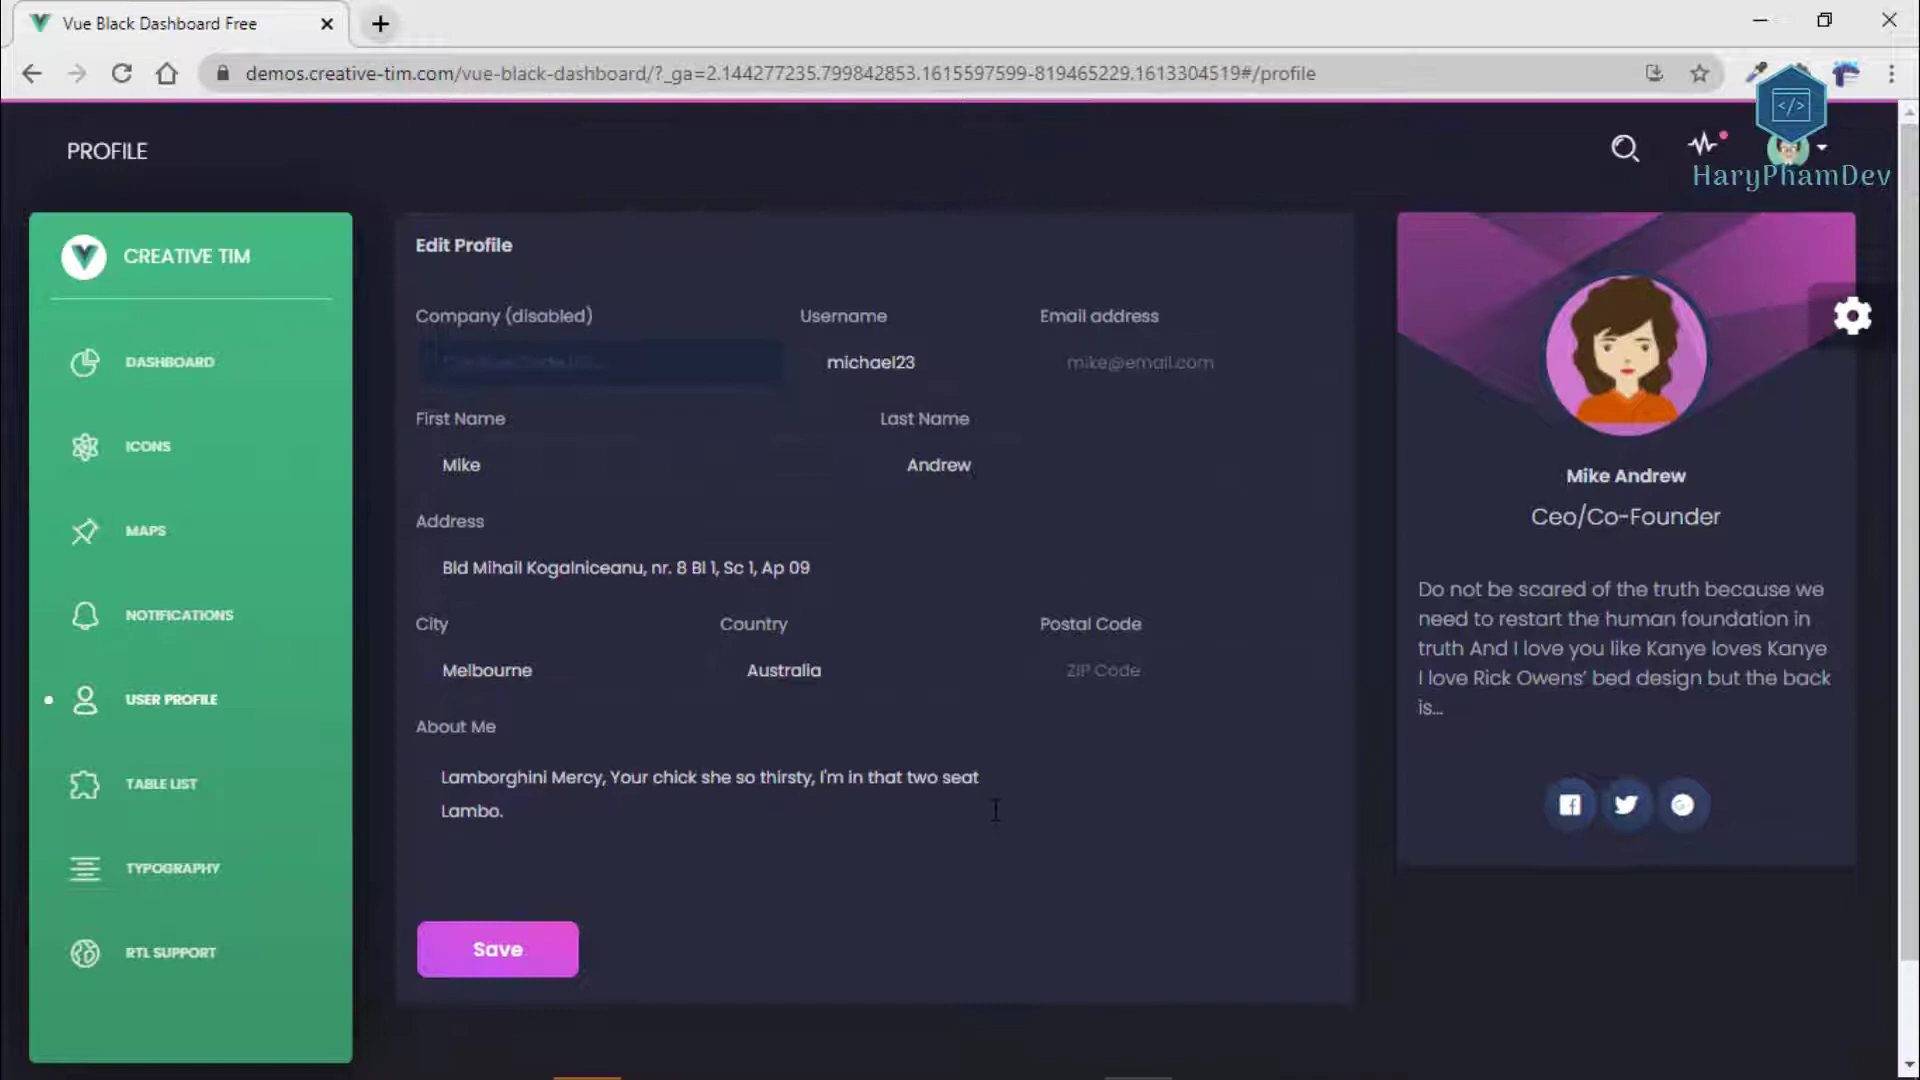 Vue Black Dashboard Free
demos.creative-tim.com/vue-black-dashboard/?_ga=2.144277235.799842853.1615597599-819465229.1613304519#/profile
PROFILE
HaryPhamDev
CREATIVE TIM
DASHBOARD
ICONS
MAPS
NOTIFICATIONS
USER PROFILE
TABLE LIST
TYPOGRAPHY
RTL SUPPORT
Edit Profile
Company (disabled)
Username
Email address
Creative Code Inc.
michael23
mike@email.com
First Name
Last Name
Mike
Andrew
Address
Bld Mihail Kogalniceanu, nr. 8 Bl 1, Sc 1, Ap 09
City
Country
Postal Code
Melbourne
Australia
ZIP Code
About Me
Lamborghini Mercy, Your chick she so thirsty, I'm in that two seat
Lambo.
Save
Mike Andrew
Ceo/Co-Founder
Do not be scared of the truth because we
need to restart the human foundation in
truth And I love you like Kanye loves Kanye
I love Rick Owens' bed design but the back
is...